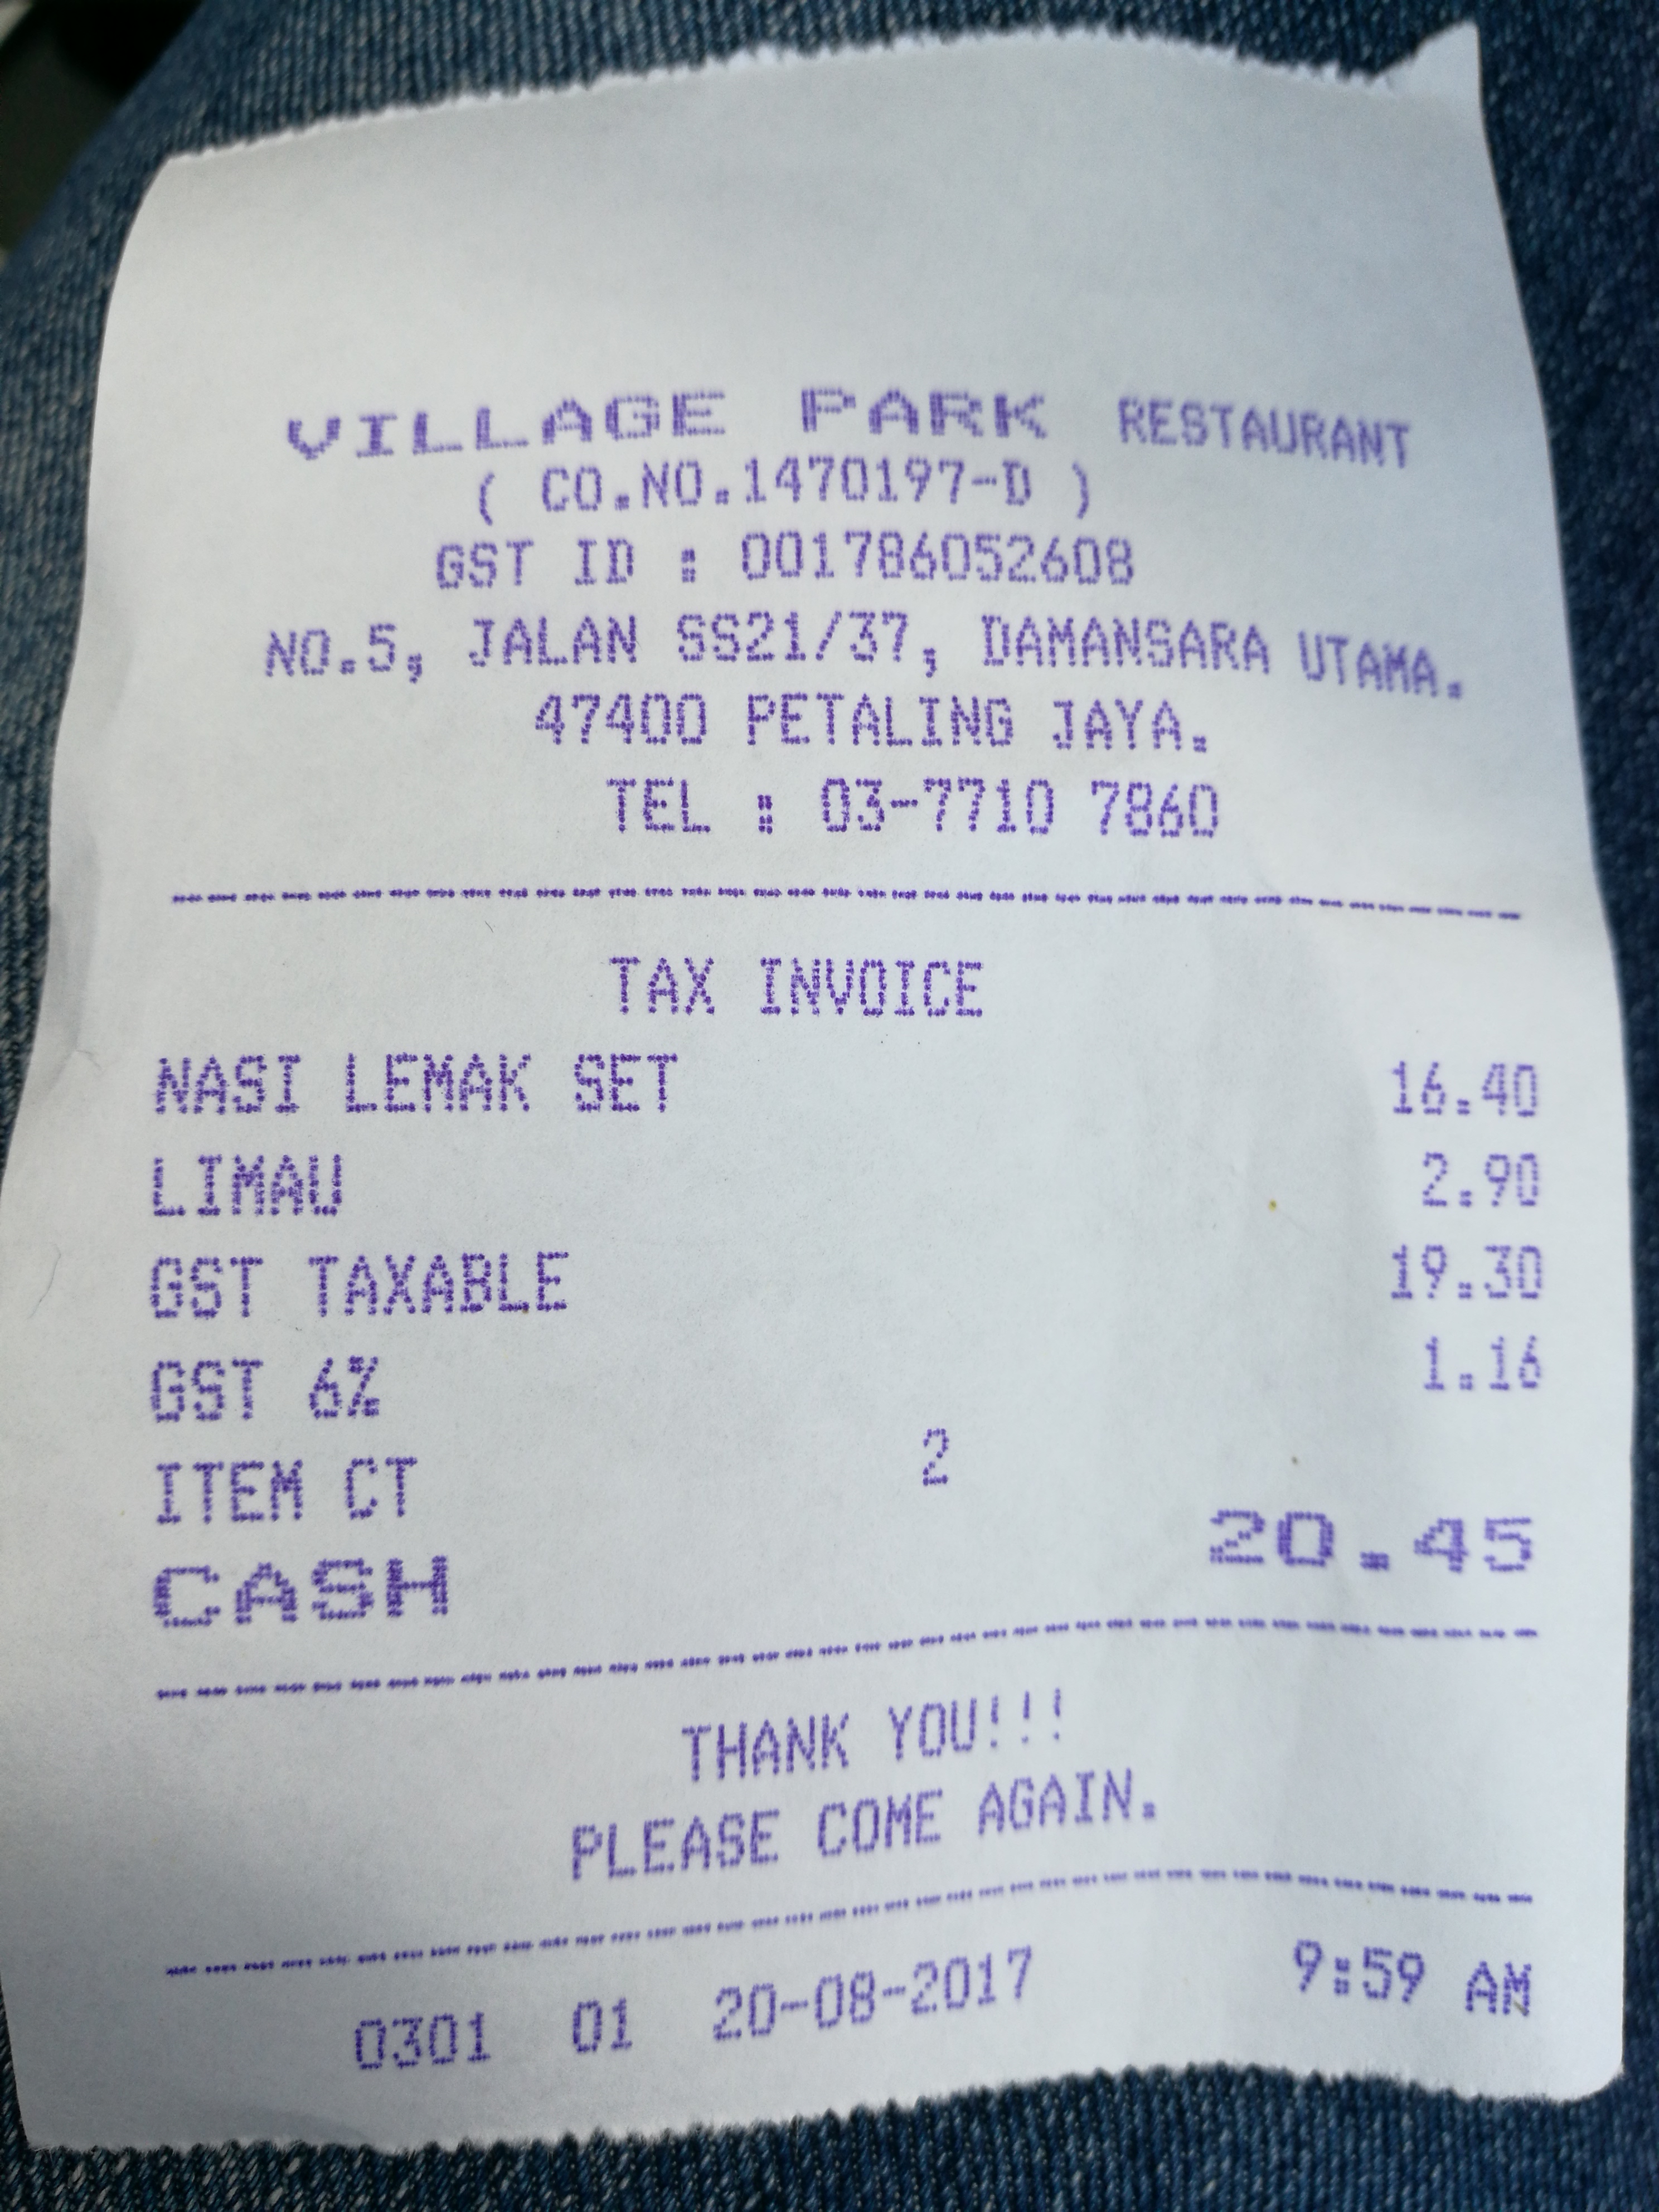 VILLAGE PARK RESTAURANT
( CO.NO.1470197-D )
GST ID : 001786052608
NO.5, JALAN SS21/37, DAMANSARA UTAMA.
47400 PETALING JAYA.
TEL : 03-7710 7860
TAX INVOICE
NASI LEMAK SET 16.40
LIMAU 2.90
GST TAXABLE 19.30
GST 6% 1.16
ITEM CT 2
CASH 20.45
THANK YOU!!!
PLEASE COME AGAIN.
0301 01 20-08-2017 9:59 AM